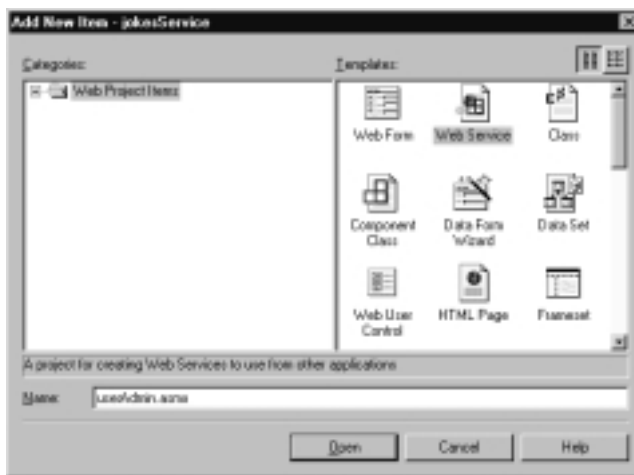 Add New Item - jokesService
Categories:
Templates:
Web Project Items
Web Form
Web Service
Class
Component Class
Data Form Wizard
Data Set
Web User Control
HTML Page
Frameset
A project for creating Web Services to use from other applications
Name:
userAdmin.asmx
Open
Cancel
Help